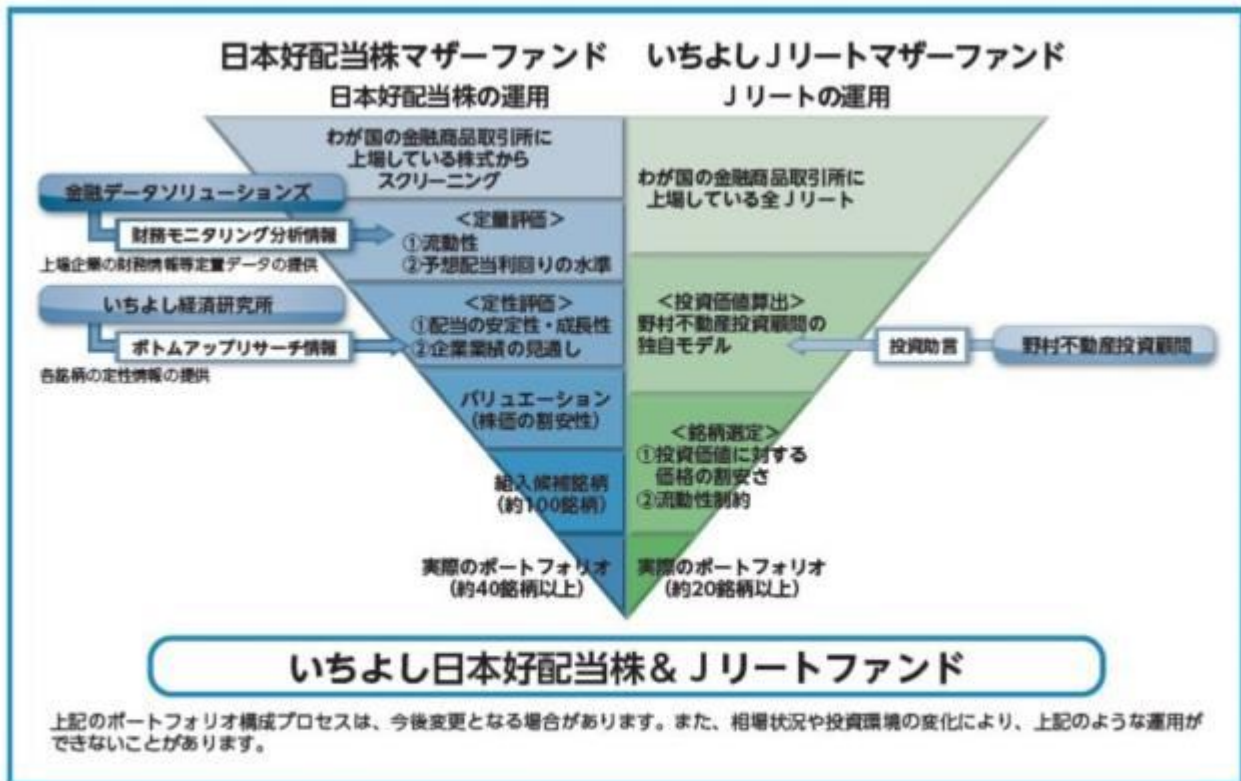 日本好配当株マザーファンド
日本好配当株の運用
いちよしJリートマザーファンド
Jリートの運用
わが国の金融商品取引所に
上場している株式から
スクリーニング
金融データソリューションズ
財務モニタリング分析情報
上場企業の財務情報等定量データの提供
<定量評価>
①流動性
②予想配当利回りの水準
いちよし経済研究所
ボトムアップリサーチ情報
各銘柄の定性情報の提供
<定性評価>
①配当の安定性・成長性
②企業業績の見通し
バリュエーション
(株価の割安性)
組入候補銘柄
(約100銘柄)
実際のポートフォリオ
(約40銘柄以上)
わが国の金融商品取引所に
上場している全Jリート
<投資価値算出>
野村不動産投資顧問の
独自モデル
投資助言
野村不動産投資顧問
<銘柄選定>
①投資価値に対する
価格の割安さ
②流動性制約
実際のポートフォリオ
(約20銘柄以上)
いちよし日本好配当株&Jリートファンド
上記のポートフォリオ構成プロセスは、今後変更となる場合があります。また、相場状況や投資環境の変化により、上記のような運用が
できないことがあります。